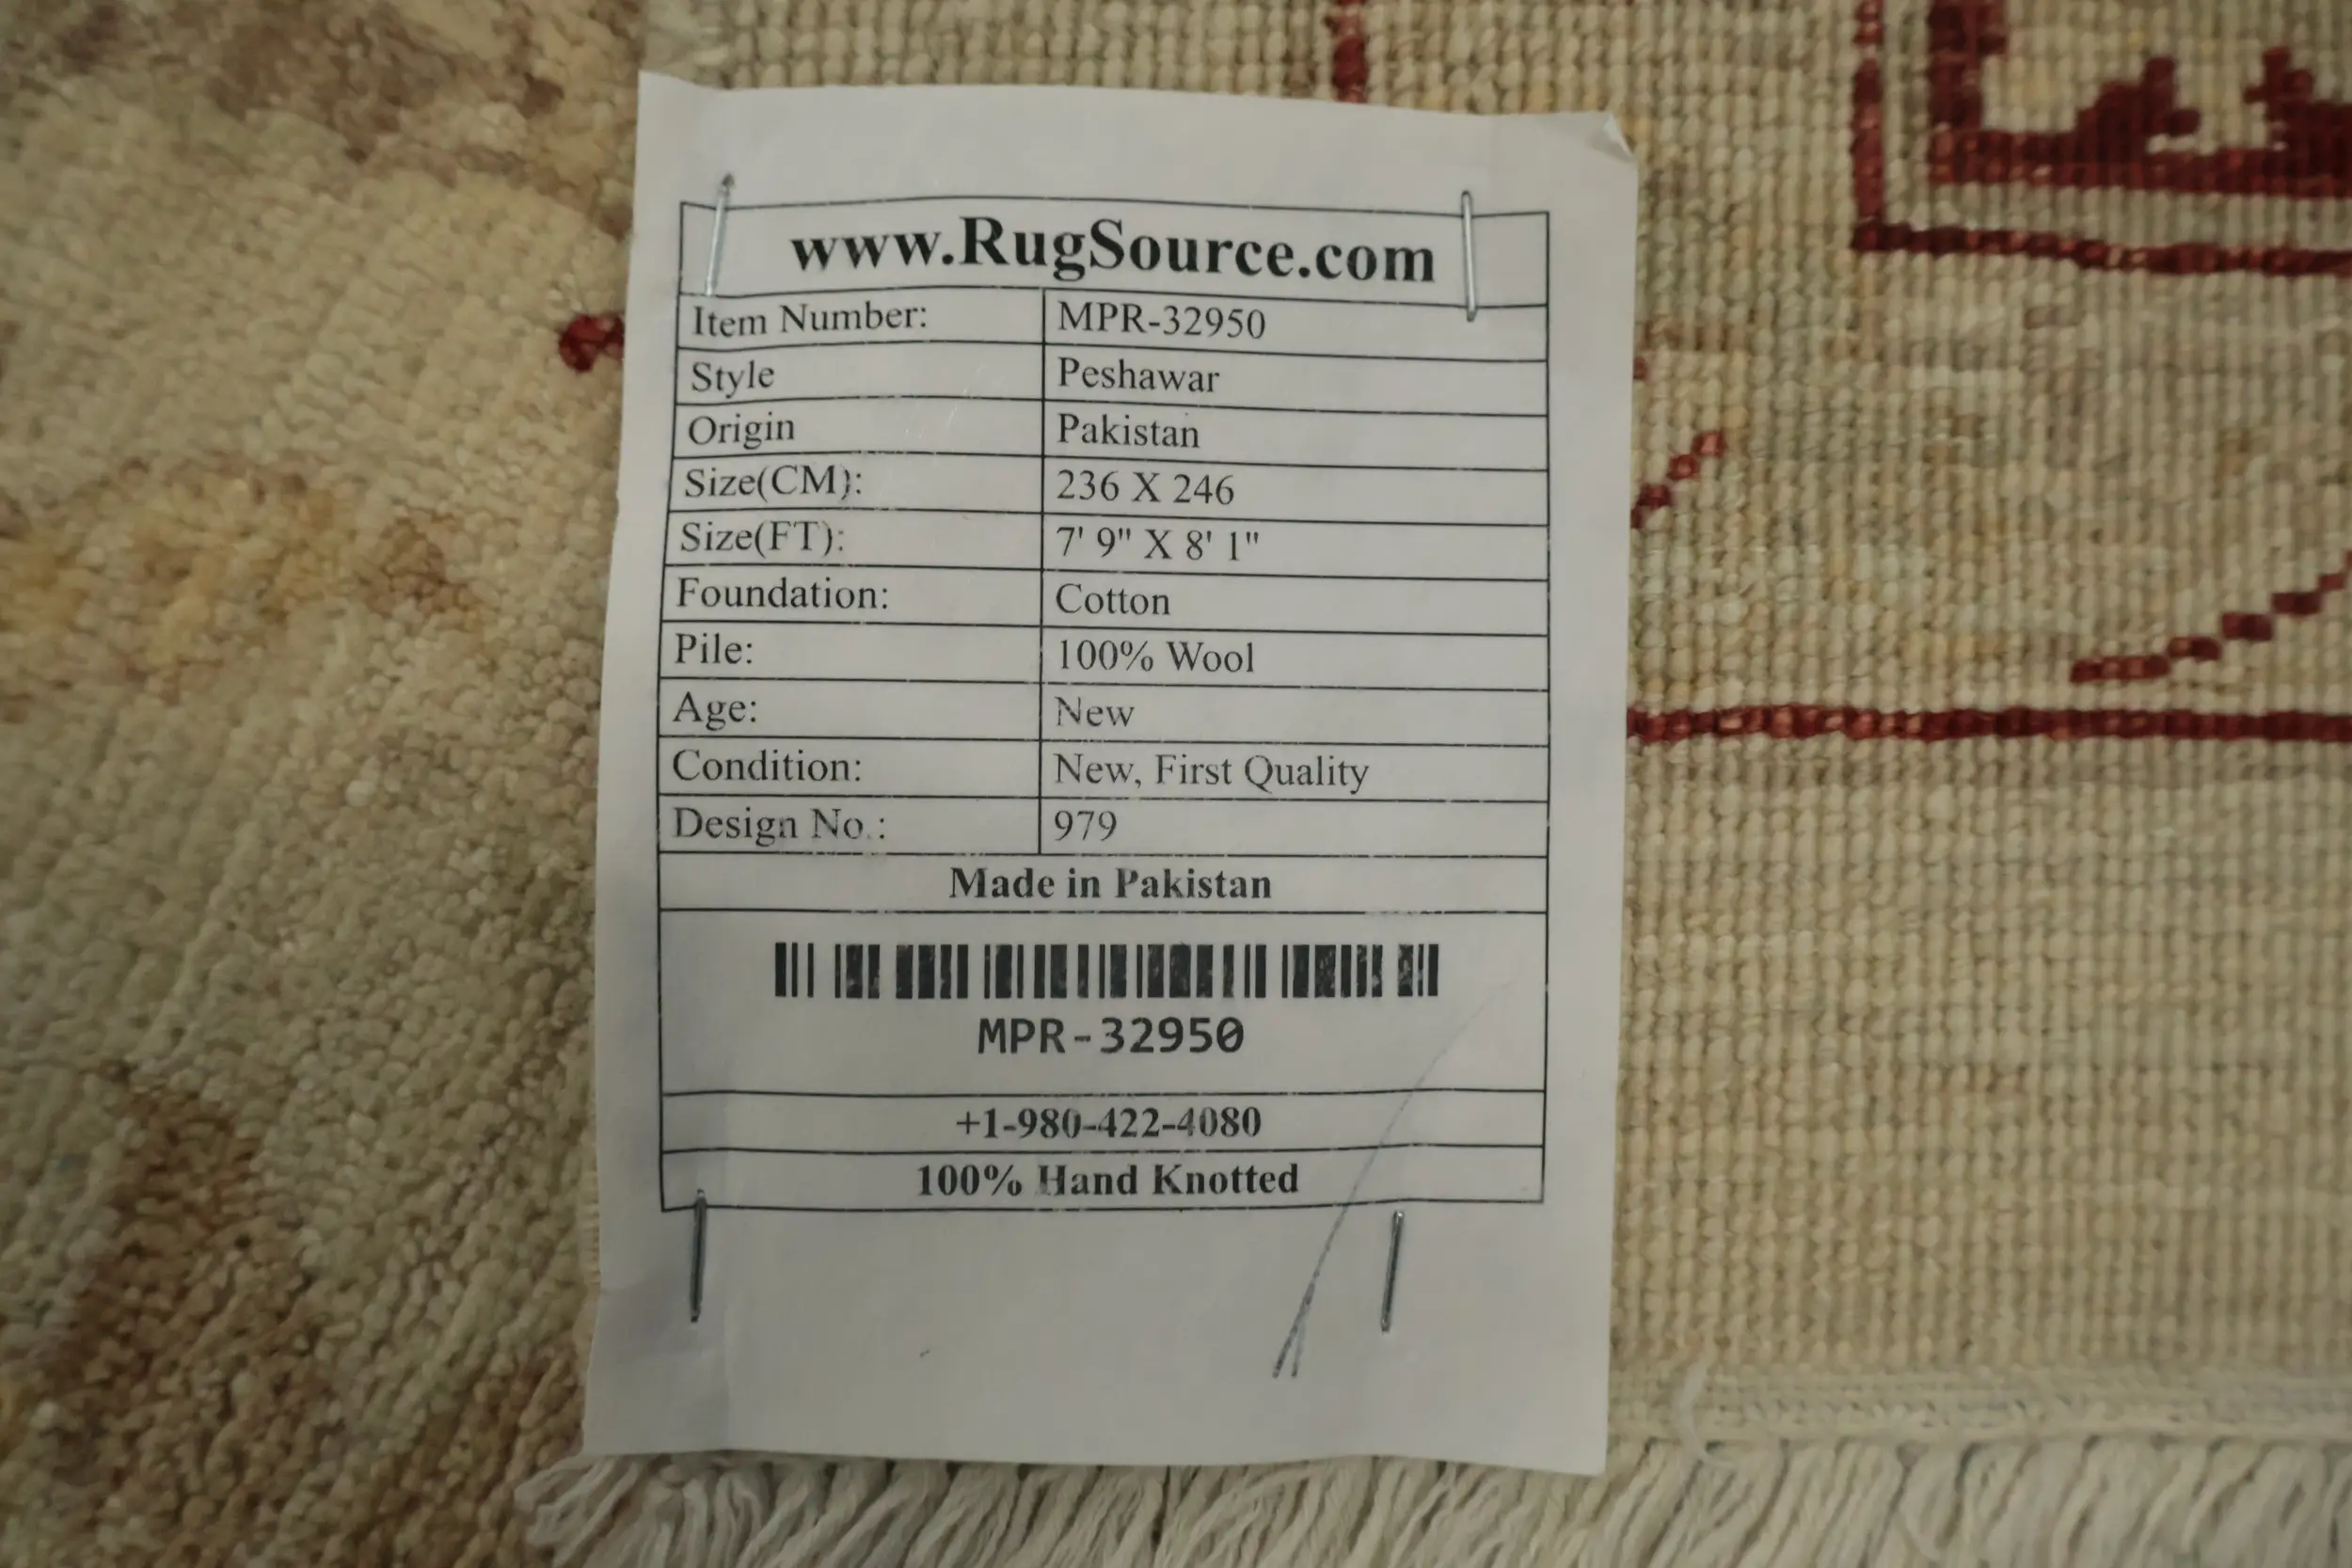 www.RugSource.com
Item Number: MPR-32950
Style Peshawar
Origin Pakistan
Size(CM): 236 X 246
Size(FT): 7' 9" X 8' 1"
Foundation: Cotton
Pile: 100% Wool
Age: New
Condition: New, First Quality
Design No.: 979
Made in Pakistan
MPR-32950
+1-980-422-4080
100% Hand Knotted